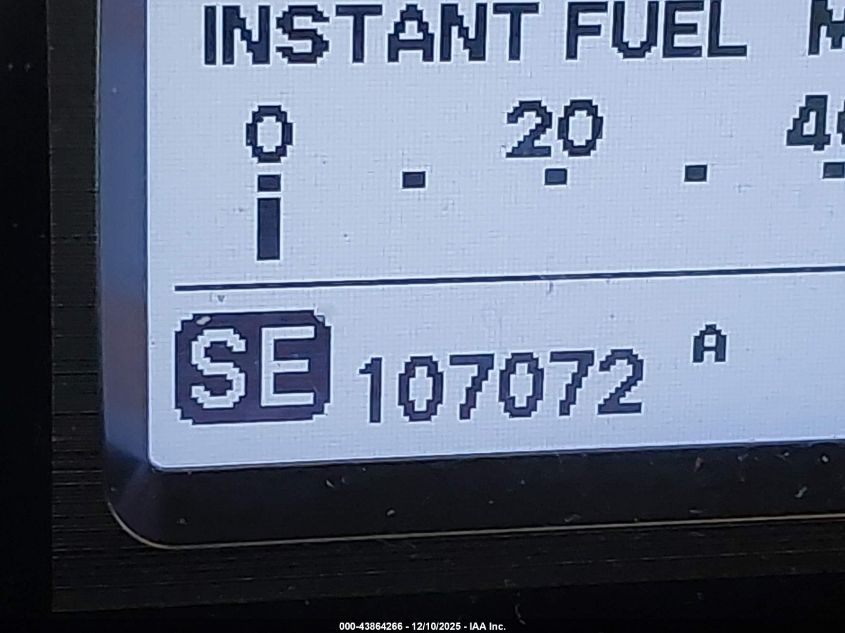 INSTANT FUEL
0 20
SE 107072 A
000-43864266 - 12/10/2025 - IAA Inc.